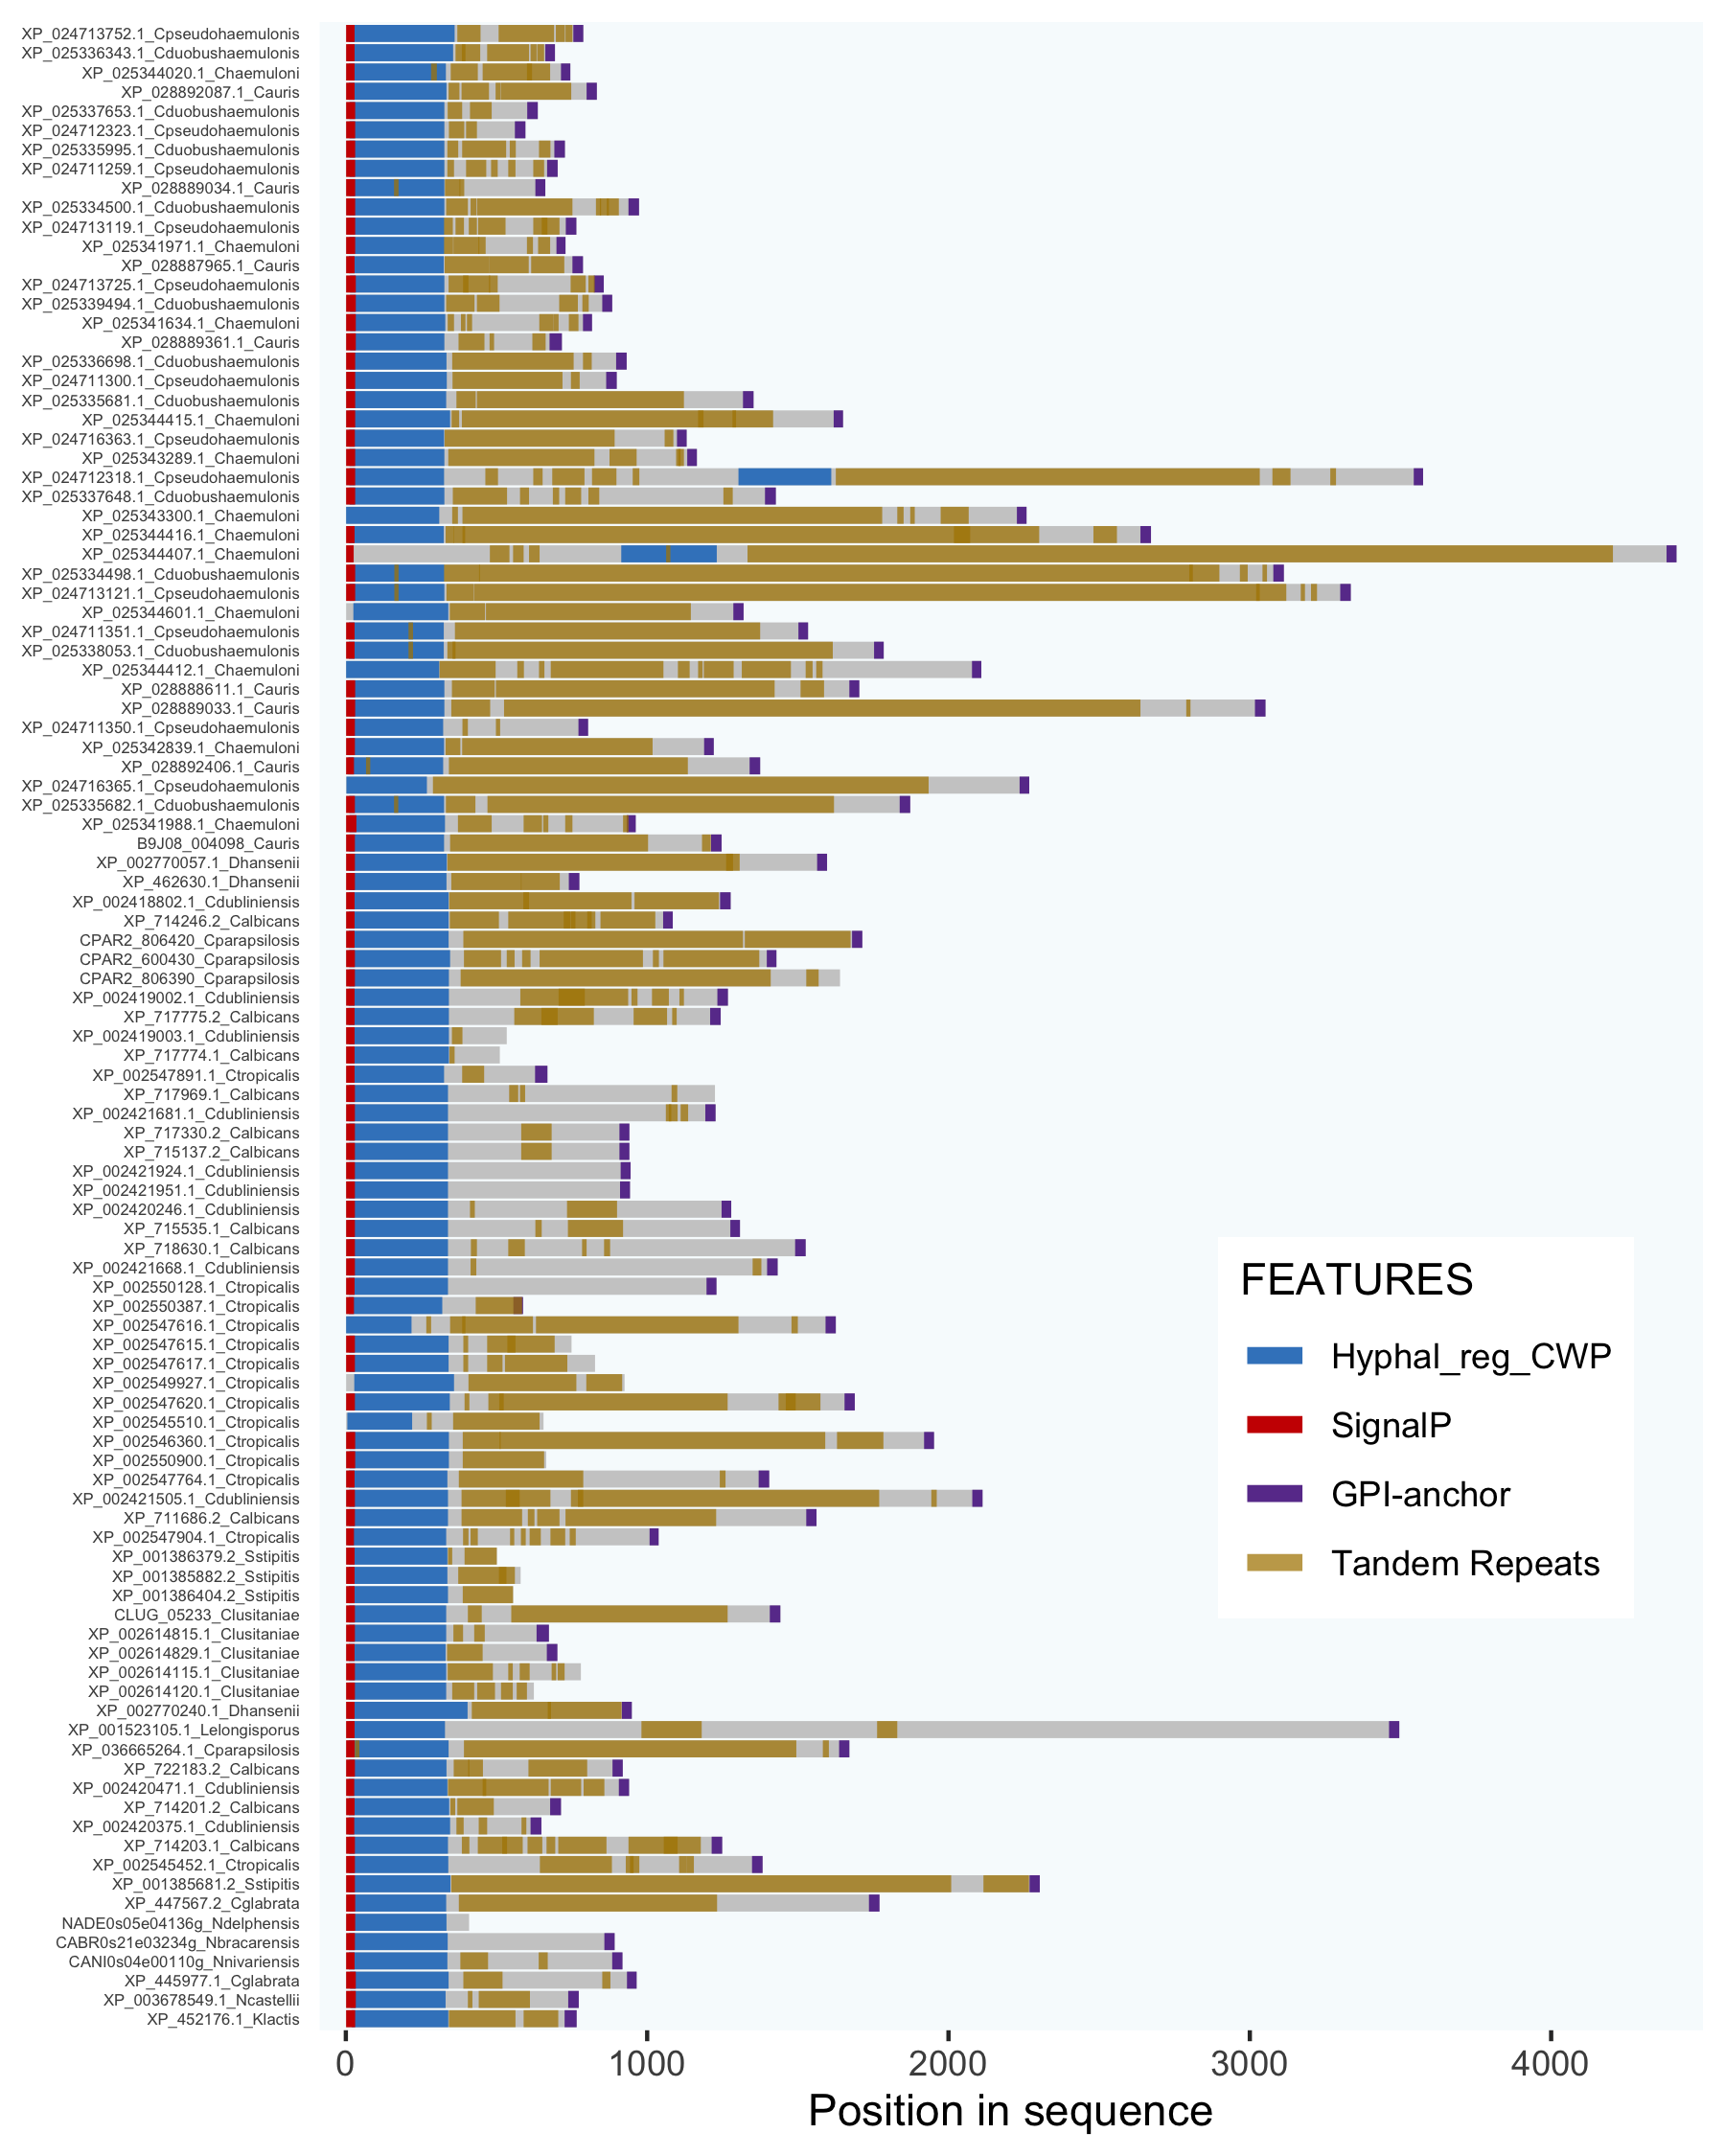 XP_024713752.1_Cpseudohaemulonis
XP_025336343.1_Cduobushaemulonis
XP_025344020.1_Chaemuloni
XP_028892087.1_Cauris
XP_025337653.1_Cduobushaemulonis
XP_024712323.1_Cpseudohaemulonis
XP_025335995.1_Cduobushaemulonis
XP_024711259.1_Cpseudohaemulonis
XP_028889034.1_Cauris
XP_025334500.1_Cduobushaemulonis
XP_024713119.1_Cpseudohaemulonis
XP_025341971.1_Chaemuloni
XP_028887965.1_Cauris
XP_024713725.1_Cpseudohaemulonis
XP_025339494.1_Cduobushaemulonis
XP_025341634.1_Chaemuloni
XP_028889361.1_Cauris
XP_025336698.1_Cduobushaemulonis
XP_024711300.1_Cpseudohaemulonis
XP_025335681.1_Cduobushaemulonis
XP_025344415.1_Chaemuloni
XP_024716363.1_Cpseudohaemulonis
XP_025343289.1_Chaemuloni
XP_024712318.1_Cpseudohaemulonis
XP_025337648.1_Cduobushaemulonis
XP_025343300.1_Chaemuloni
XP_025344416.1_Chaemuloni
XP_025344407.1_Chaemuloni
XP_025334498.1_Cduobushaemulonis
XP_024713121.1_Cpseudohaemulonis
XP_025344601.1_Chaemuloni
XP_024711351.1_Cpseudohaemulonis
XP_025338053.1_Cduobushaemulonis
XP_025344412.1_Chaemuloni
XP_028888611.1_Cauris
XP_028889033.1_Cauris
XP_024711350.1_Cpseudohaemulonis
XP_025342839.1_Chaemuloni
XP_028892406.1_Cauris
XP_024716365.1_Cpseudohaemulonis
XP_025335682.1_Cduobushaemulonis
XP_025341988.1_Chaemuloni
B9J08_004098_Cauris
XP_002770057.1_Dhansenii
XP_462630.1_Dhansenii
XP_002418802.1_Cdubliniensis
XP_714246.2_Calbicans
CPAR2_806420_Cparapsilosis
CPAR2_600430_Cparapsilosis
CPAR2_806390_Cparapsilosis
XP_002419002.1_Cdubliniensis
XP_717775.2_Calbicans
XP_002419003.1_Cdubliniensis
XP_717774.1_Calbicans
XP_002547891.1_Ctropicalis
XP_717969.1_Calbicans
XP_002421681.1_Cdubliniensis
XP_717330.2_Calbicans
XP_715137.2_Calbicans
XP_002421924.1_Cdubliniensis
XP_002421951.1_Cdubliniensis
XP_002420246.1_Cdubliniensis
XP_715535.1_Calbicans
XP_718630.1_Calbicans
XP_002421668.1_Cdubliniensis
XP_002550128.1_Ctropicalis
XP_002550387.1_Ctropicalis
XP_002547616.1_Ctropicalis
XP_002547615.1_Ctropicalis
XP_002547617.1_Ctropicalis
XP_002549927.1_Ctropicalis
XP_002547620.1_Ctropicalis
XP_002545510.1_Ctropicalis
XP_002546360.1_Ctropicalis
XP_002550900.1_Ctropicalis
XP_002547764.1_Ctropicalis
XP_002421505.1_Cdubliniensis
XP_711686.2_Calbicans
XP_002547904.1_Ctropicalis
XP_001386379.2_Sstipitis
XP_001385882.2_Sstipitis
XP_001386404.2_Sstipitis
CLUG_05233_Clusitaniae
XP_002614815.1_Clusitaniae
XP_002614829.1_Clusitaniae
XP_002614115.1_Clusitaniae
XP_002614120.1_Clusitaniae
XP_002770240.1_Dhansenii
XP_001523105.1_Lelongisporus
XP_036665264.1_Cparapsilosis
XP_722183.2_Calbicans
XP_002420471.1_Cdubliniensis
XP_714201.2_Calbicans
XP_002420375.1_Cdubliniensis
XP_714203.1_Calbicans
XP_002545452.1_Ctropicalis
XP_001385681.2_Sstipitis
XP_447567.2_Cglabrata
NADE0s05e04136g_Ndelphensis
CABR0s21e03234g_Nbracarensis
CANI0s04e00110g_Nnivariensis
XP_445977.1_Cglabrata
XP_003678549.1_Ncastellii
XP_452176.1_Klactis
FEATURES
Hyphal_reg_CWP
SignalP
GPI-anchor
Tandem Repeats
0 1000 2000 3000 4000
Position in sequence